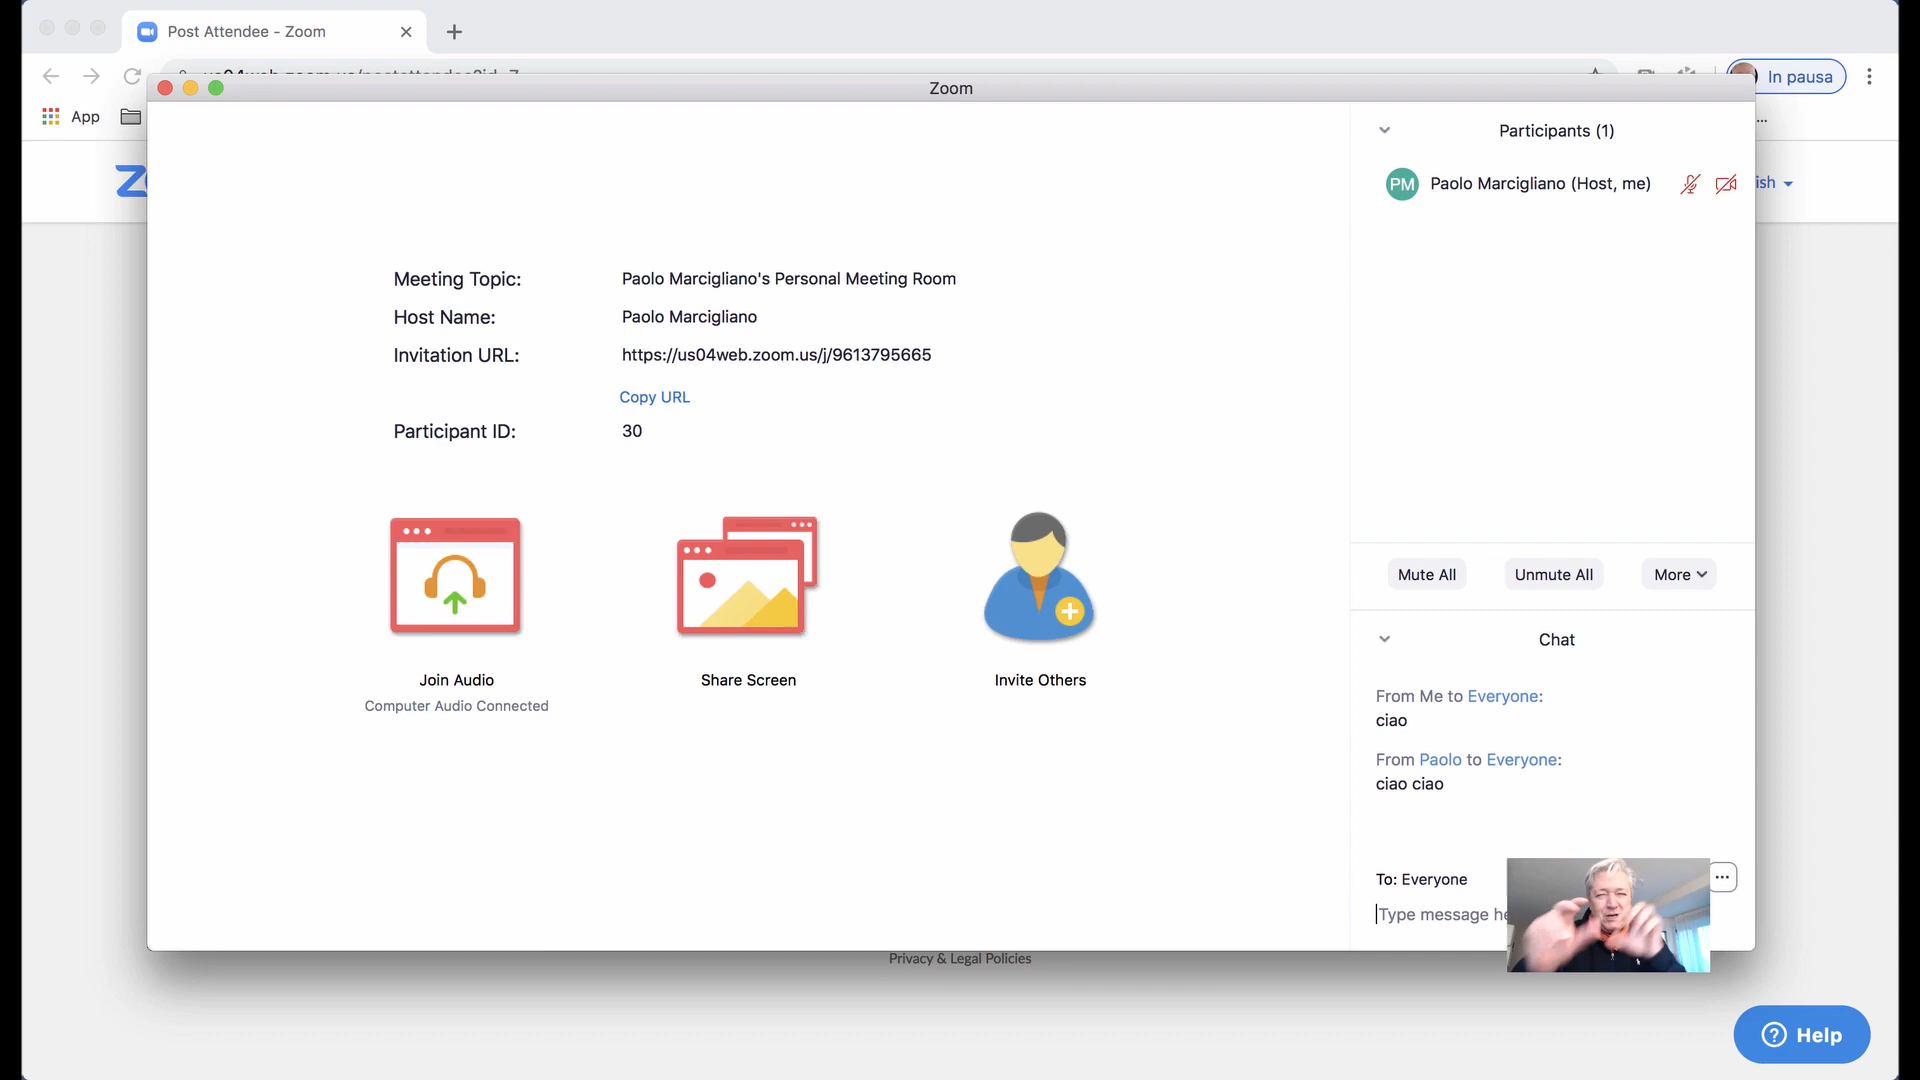 Post Attendee - Zoom
In pausa
App
Zoom
Participants (1)
PM
Paolo Marcigliano (Host, me)
Meeting Topic:
Paolo Marcigliano's Personal Meeting Room
Host Name:
Paolo Marcigliano
Invitation URL:
https://us04web.zoom.us/j/9613795665
Copy URL
Participant ID:
30
Join Audio
Computer Audio Connected
Share Screen
Invite Others
Mute All
Unmute All
More
Chat
From Me to Everyone:
ciao
From Paolo to Everyone:
ciao ciao
To: Everyone
Type message
Privacy & Legal Policies
Help